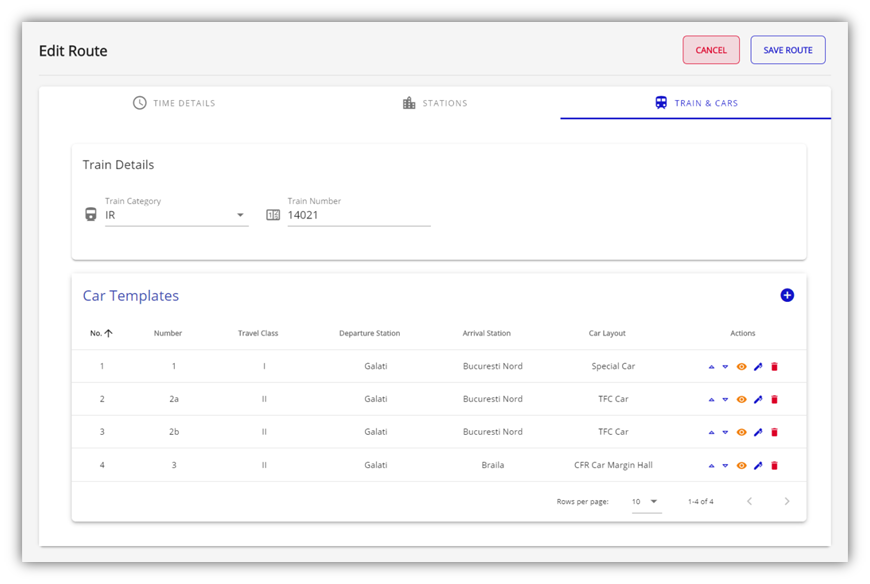 Edit Route
CANCEL
SAVE ROUTE
TIME DETAILS
STATIONS
TRAIN & CARS
Train Details
Train Category
IR
Train Number
14021
Car Templates
No. Number Travel Class Departure Station Arrival Station Car Layout Actions
1 1 I Galati Bucuresti Nord Special Car
2 2a II Galati Bucuresti Nord TFC Car
3 2b II Galati Bucuresti Nord TFC Car
4 3 II Galati Braila CFR Car Margin Hall
Rows per page: 10 1-4 of 4